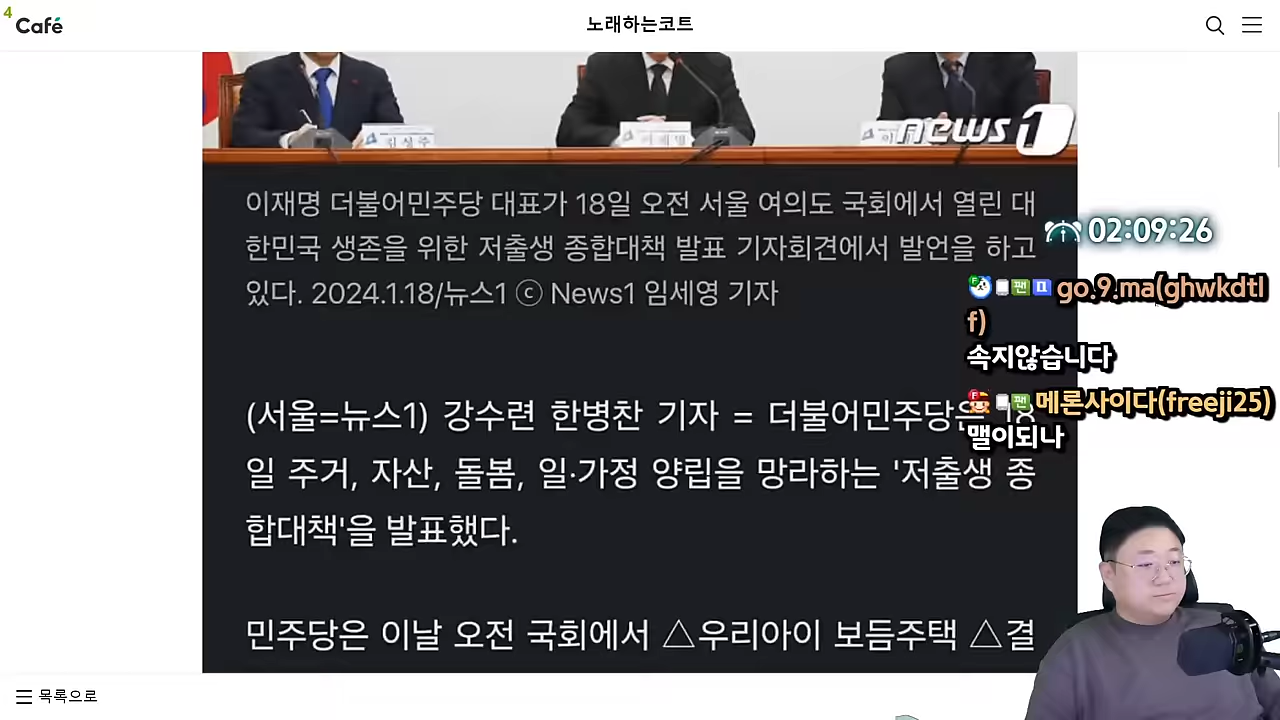 4
Café
노래하는코트
news1
이재명 더불어민주당 대표가 18일 오전 서울 여의도 국회에서 열린 대
한민국 생존을 위한 저출생 종합대책 발표 기자회견에서 발언을 하고
있다. 2024.1.18/뉴스1 ⓒ News1 임세영 기자
02:09:26
팬 go.9.ma(ghwkdtl
f)
속지않습니다
팬 메론사이다(freeji25)
맬이되나
(서울=뉴스1) 강수련 한병찬 기자 = 더불어민주당은
일 주거, 자산, 돌봄, 일·가정 양립을 망라하는 '저출생 종
합대책'을 발표했다.
민주당은 이날 오전 국회에서 △우리아이 보듬주택 △결
목록으로